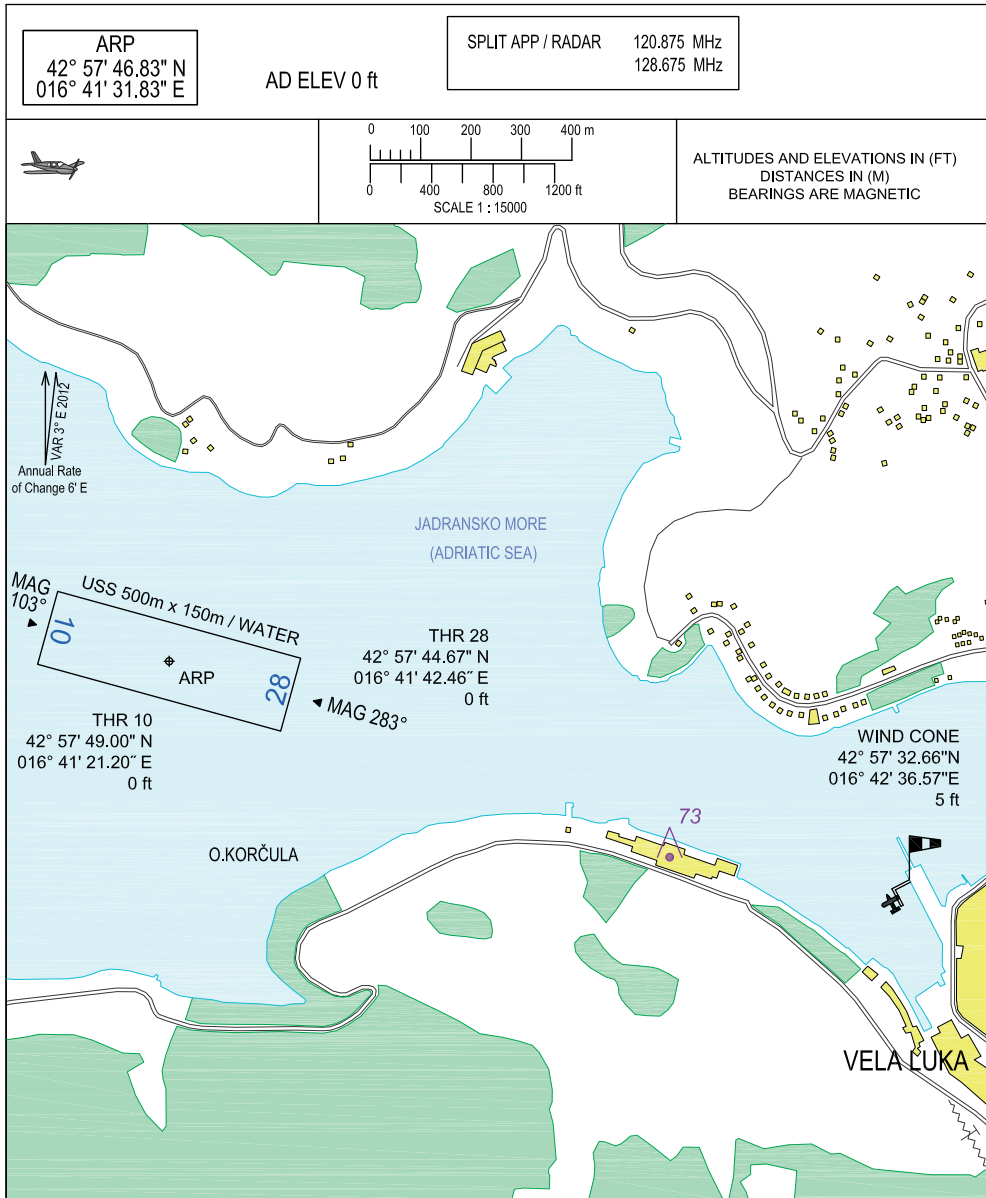 ARP
42° 57' 46.83" N
016° 41' 31.83" E
AD ELEV 0 ft
SPLIT APP / RADAR 120.875 MHz
128.675 MHz
0 100 200 300 400 m
0 400 800 1200 ft
SCALE 1 : 15000
ALTITUDES AND ELEVATIONS IN (FT)
DISTANCES IN (M)
BEARINGS ARE MAGNETIC
VAR 3° E 2012
Annual Rate
of Change 6' E
JADRANSKO MORE
(ADRIATIC SEA)
MAG
103°
USS 500m x 150m / WATER
10
ARP
28
MAG 283°
THR 28
42° 57' 44.67" N
016° 41' 42.46" E
0 ft
THR 10
42° 57' 49.00" N
016° 41' 21.20" E
0 ft
WIND CONE
42° 57' 32.66"N
016° 42' 36.57"E
5 ft
73
O.KORČULA
VELA LUKA